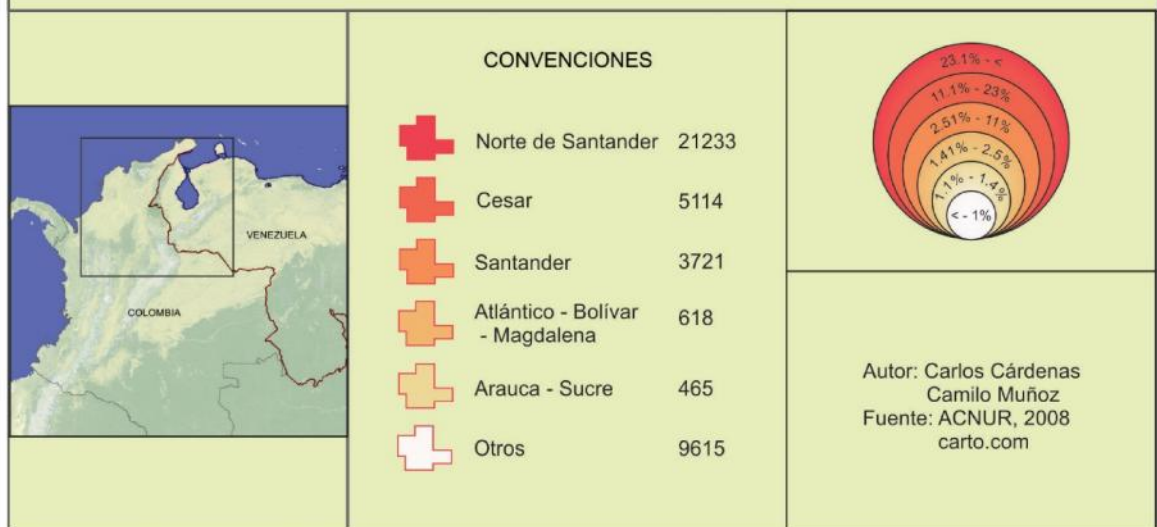 VENEZUELA
COLOMBIA
CONVENCIONES
Norte de Santander 21233
Cesar 5114
Santander 3721
Atlántico - Bolívar
- Magdalena 618
Arauca - Sucre 465
Otros 9615
23.1% - <
11.1% - 23%
2.51% - 11%
1.41% - 2.5%
1.1% - 1.4%
< - 1%
Autor: Carlos Cárdenas
Camilo Muñoz
Fuente: ACNUR, 2008
carto.com